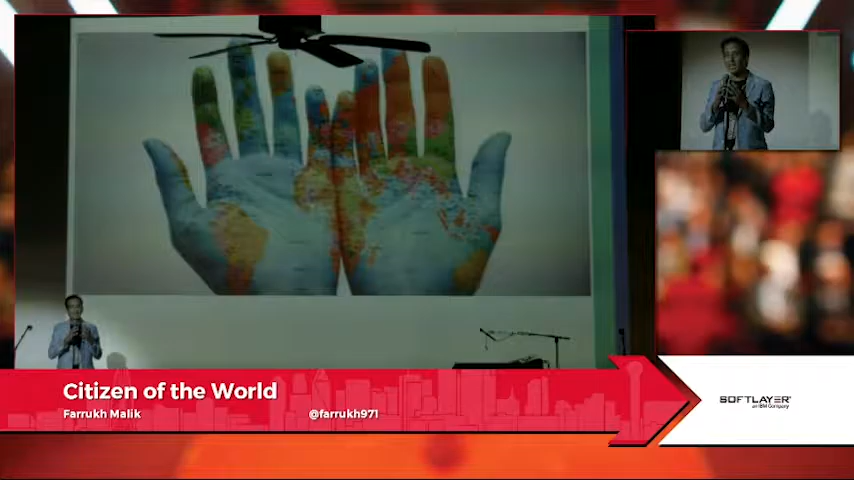 Citizen of the World
Farrukh Malik
@farrukh971
SOFTLAYER®
an IBM Company